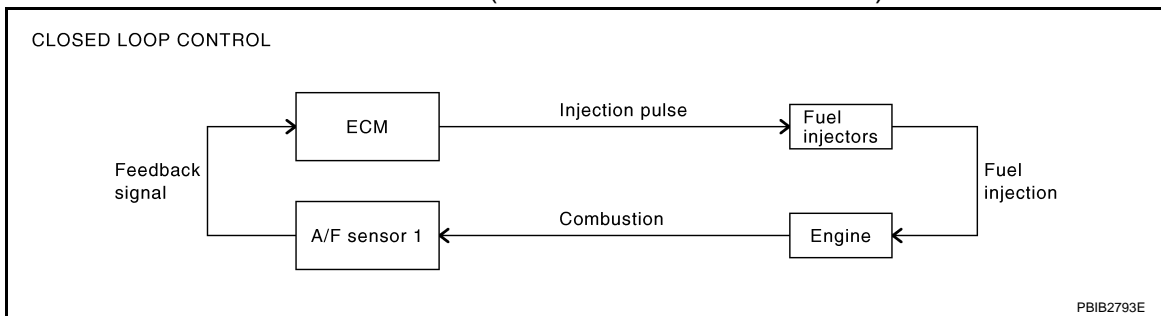 CLOSED LOOP CONTROL
ECM
Injection pulse
Fuel
injectors
Feedback
signal
Fuel
injection
A/F sensor 1
Combustion
Engine
PBIB2793E